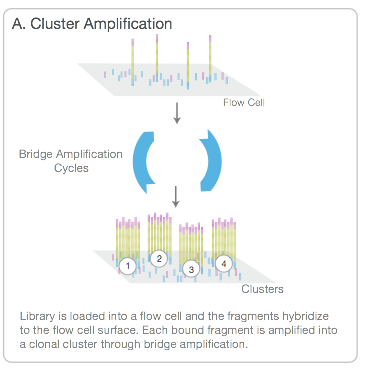 A. Cluster Amplification
Flow Cell
Bridge Amplification
Cycles
1 2 3 4
Clusters
Library is loaded into a flow cell and the fragments hybridize
to the flow cell surface. Each bound fragment is amplified into
a clonal cluster through bridge amplification.